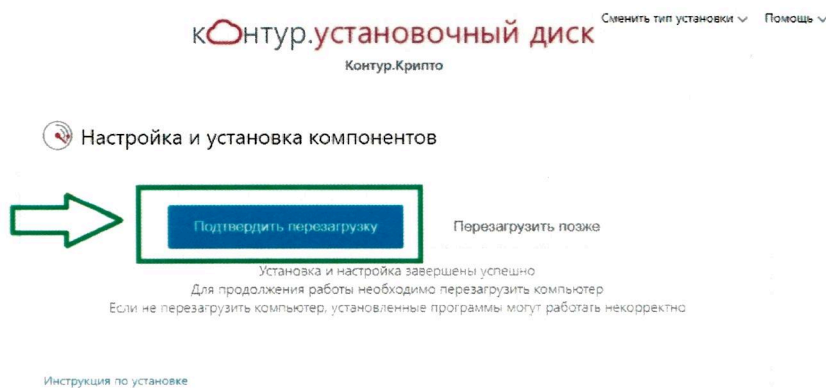 контур.установочный диск
Сменить тип установки
Помощь
Контур.Крипто
Настройка и установка компонентов
Подтвердить перезагрузку
Перезагрузить позже
Установка и настройка завершены успешно
Для продолжения работы необходимо перезагрузить компьютер
Если не перезагрузить компьютер, установленные программы могут работать некорректно
Инструкция по установке